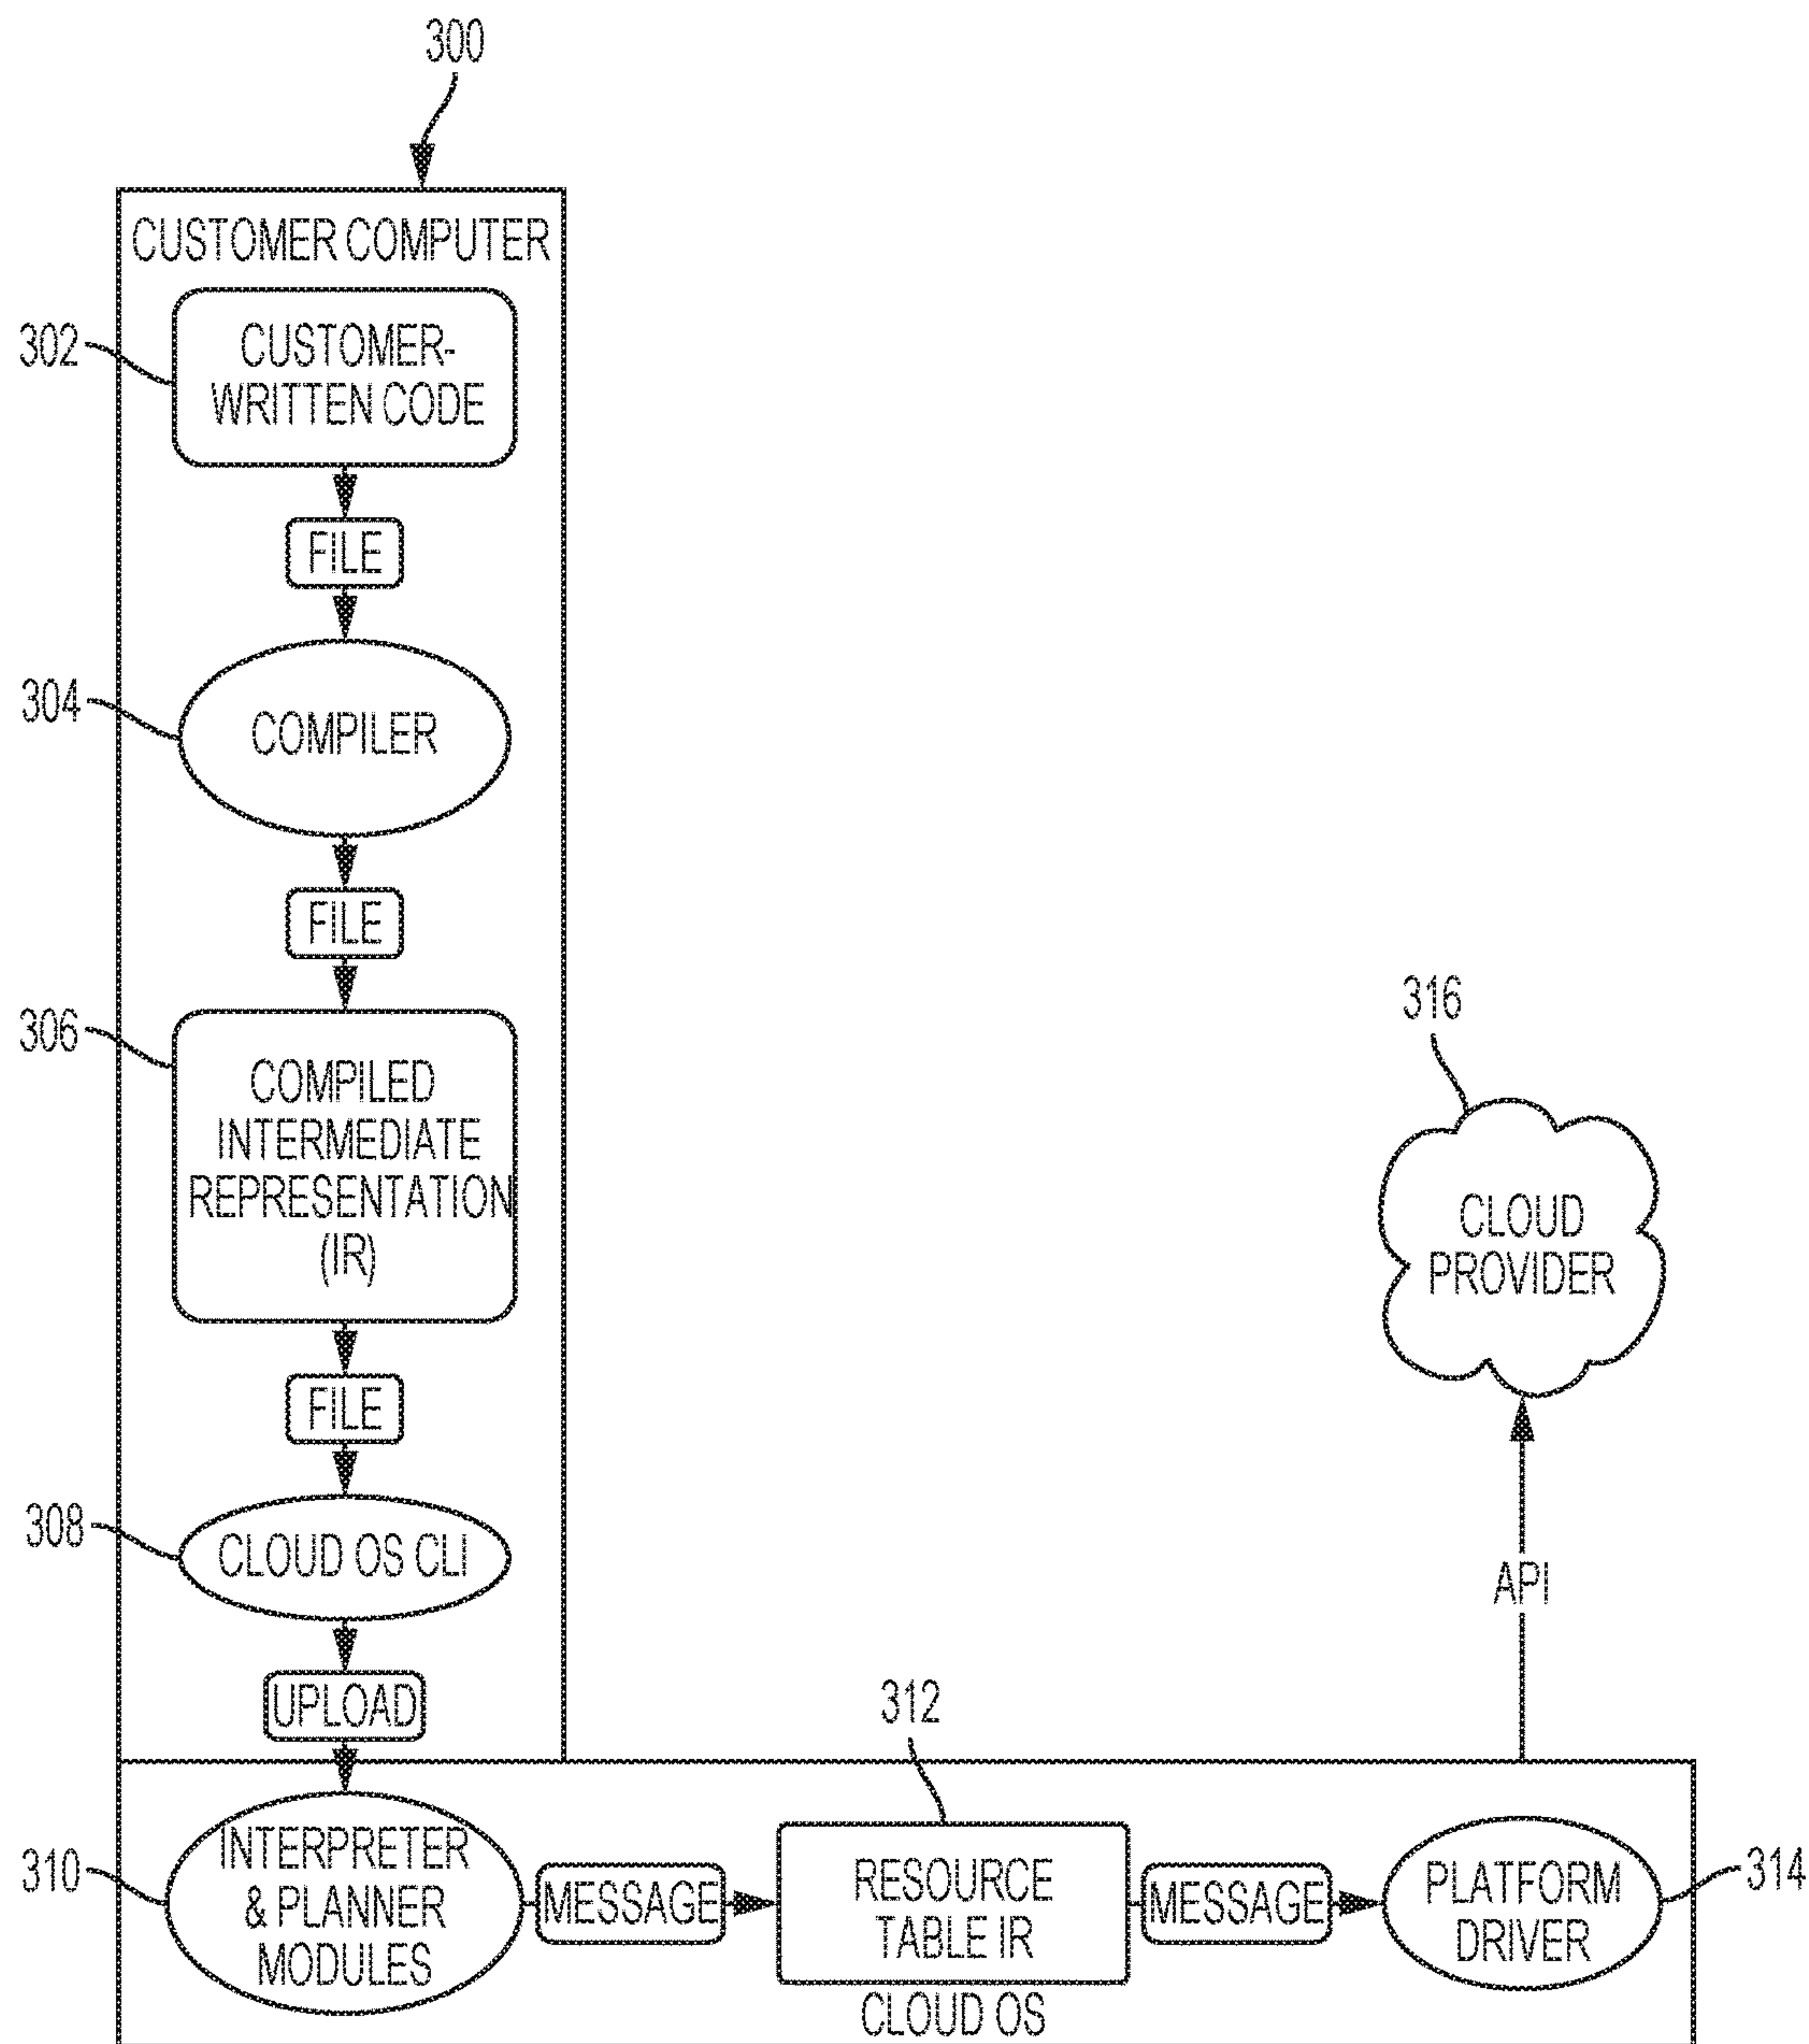 300
CUSTOMER COMPUTER
302
CUSTOMER-
WRITTEN CODE
FILE
304
COMPILER
FILE
306
COMPILED
INTERMEDIATE
REPRESENTATION
(IR)
FILE
308
CLOUD OS CLI
UPLOAD
316
CLOUD
PROVIDER
API
312
310
INTERPRETER
& PLANNER
MODULES
MESSAGE
RESOURCE
TABLE IR
MESSAGE
PLATFORM
DRIVER
314
CLOUD OS